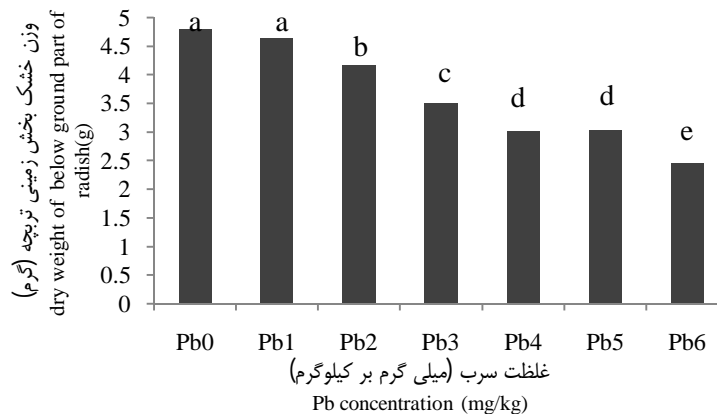 وزن خشک بخش زمینی تربچه (گرم)
dry weight of below ground part of
radish(g)
5
4.5
4
3.5
3
2.5
2
1.5
1
0.5
0
a a b c d d e
Pb0 Pb1 Pb2 Pb3 Pb4 Pb5 Pb6
غلظت سرب (میلی گرم بر کیلوگرم)
Pb concentration (mg/kg)